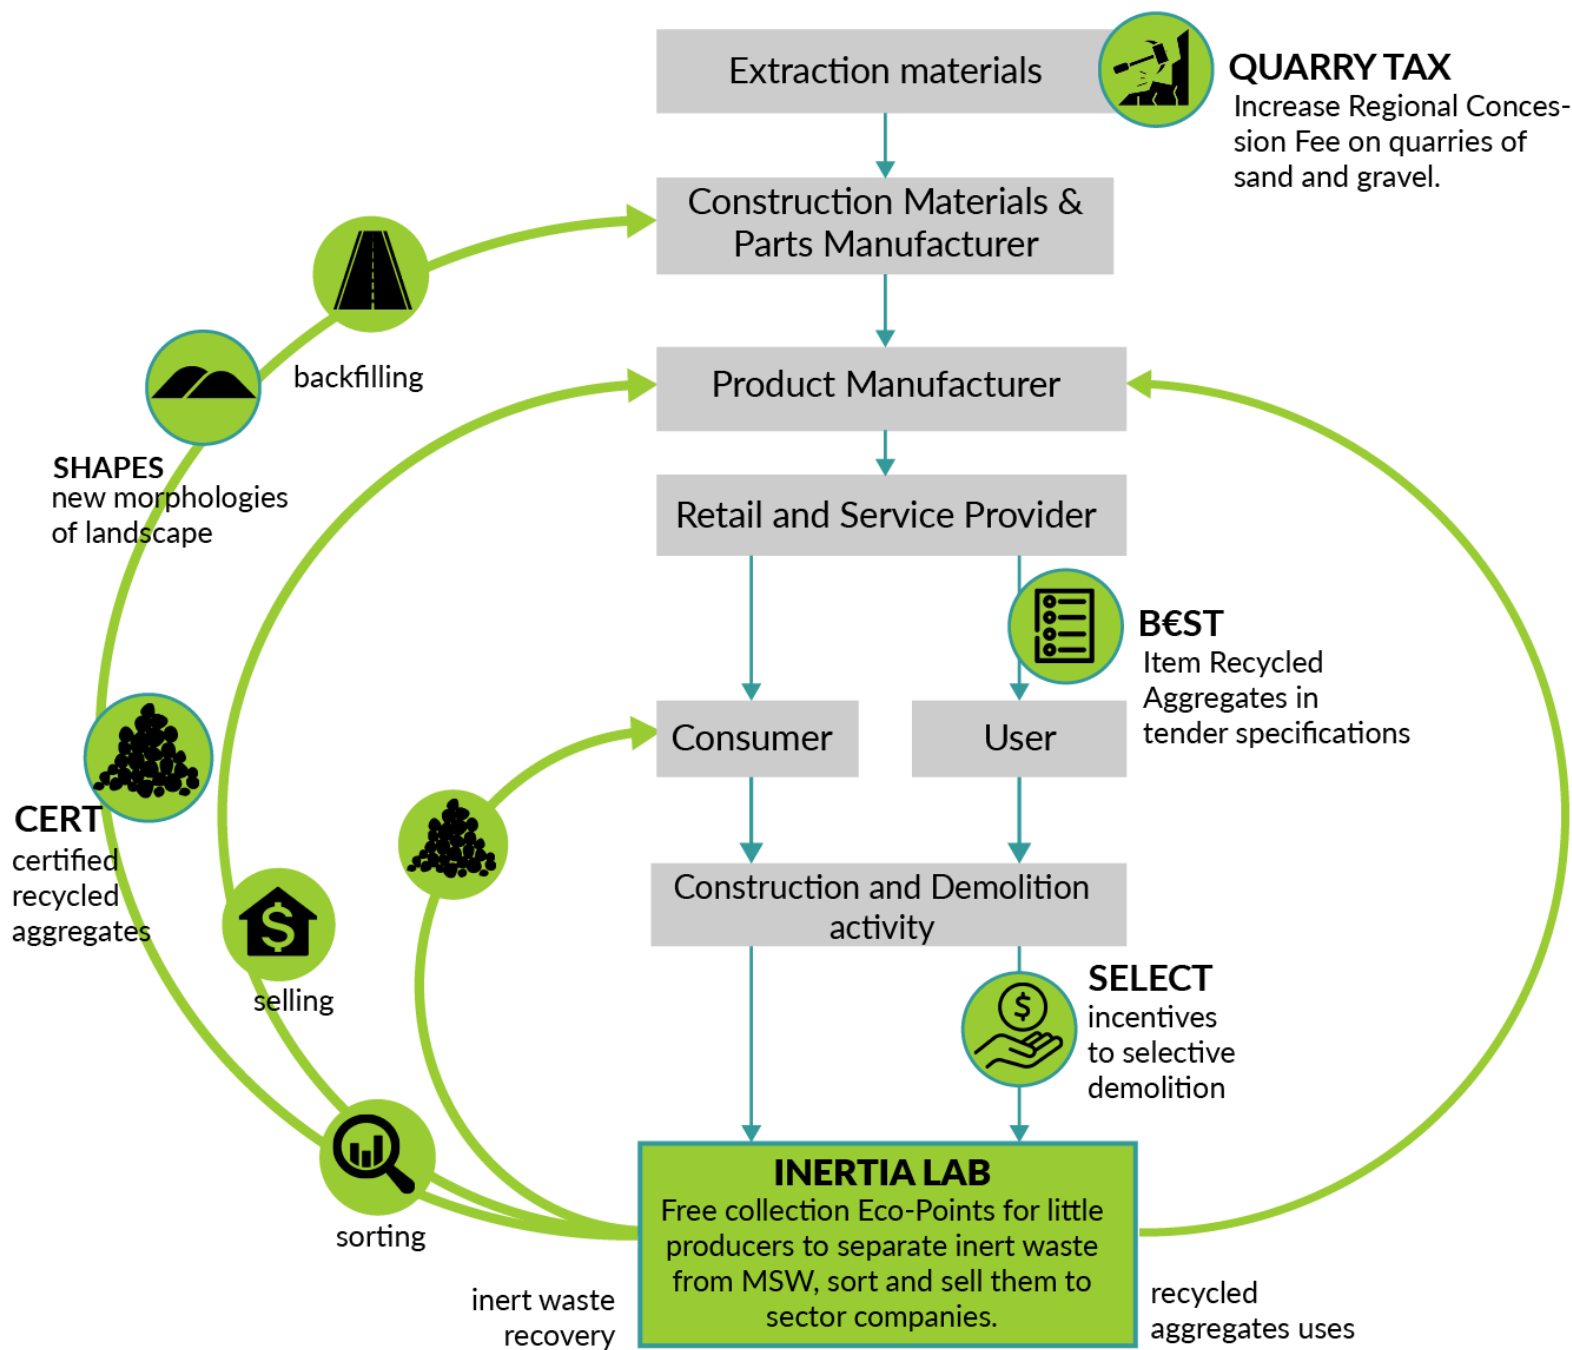 Extraction materials
QUARRY TAX
Increase Regional Conces-
sion Fee on quarries of
sand and gravel.
Construction Materials &
Parts Manufacturer
backfilling
Product Manufacturer
SHAPES
new morphologies
of landscape
Retail and Service Provider
B€ST
Item Recycled
Aggregates in
tender specifications
Consumer
User
CERT
certified
recycled
aggregates
Construction and Demolition
activity
$
selling
$
SELECT
incentives
to selective
demolition
sorting
INERTIA LAB
Free collection Eco-Points for little
producers to separate inert waste
from MSW, sort and sell them to
sector companies.
inert waste
recovery
recycled
aggregates uses